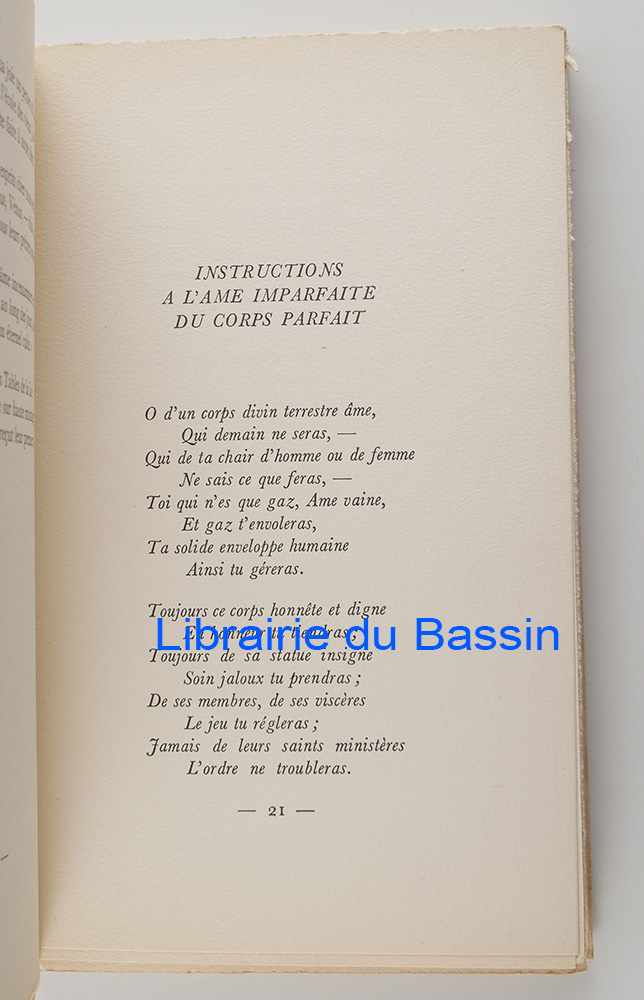 INSTRUCTIONS
A L'AME IMPARFAITE
DU CORPS PARFAIT
O d'un corps divin terrestre âme,
Qui demain ne seras, —
Qui de ta chair d'homme ou de femme
Ne sais ce que feras, —
Toi qui n'es que gaz, Ame vaine,
Et gaz t'envoleras,
Ta solide enveloppe humaine
Ainsi tu géreras.
Toujours ce corps honnête et digne
En honneur tu tiendras ;
Librairie du Bassin
Toujours de sa statue insigne
Soin jaloux tu prendras ;
De ses membres, de ses viscères
Le jeu tu régleras ;
Jamais de leurs saints ministères
L'ordre ne troubleras.
— 21 —